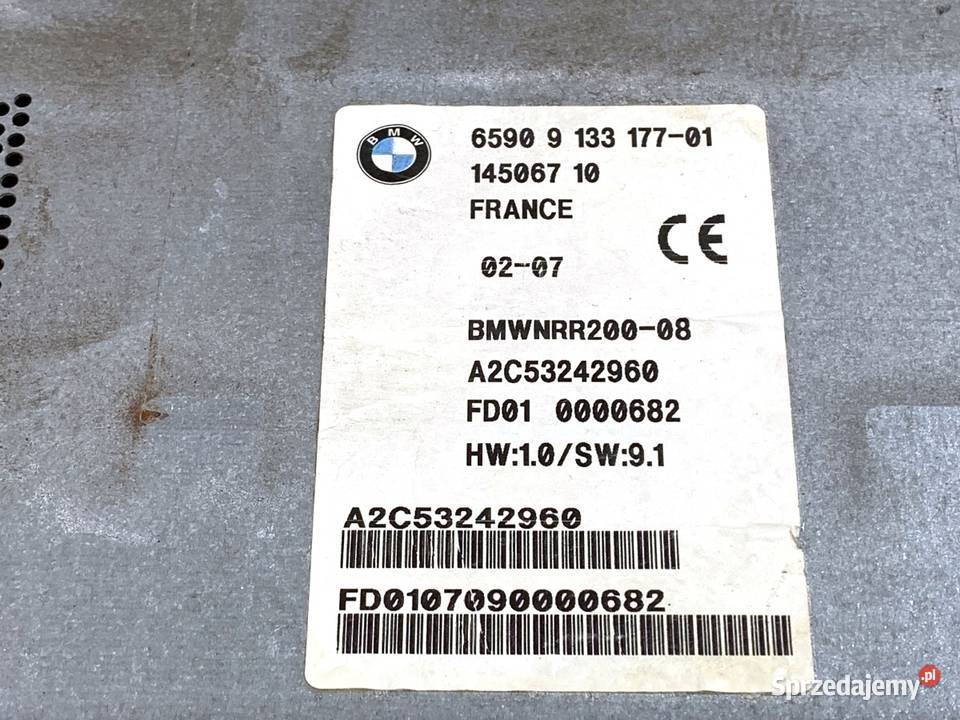 BMW
6590 9 133 177-01
145067 10
FRANCE
CE
02-07
BMWNRR200-08
A2C53242960
FD01 0000682
HW:1.0/SW:9.1
A2C53242960
FD0107090000682
Sprzedajemy.pl